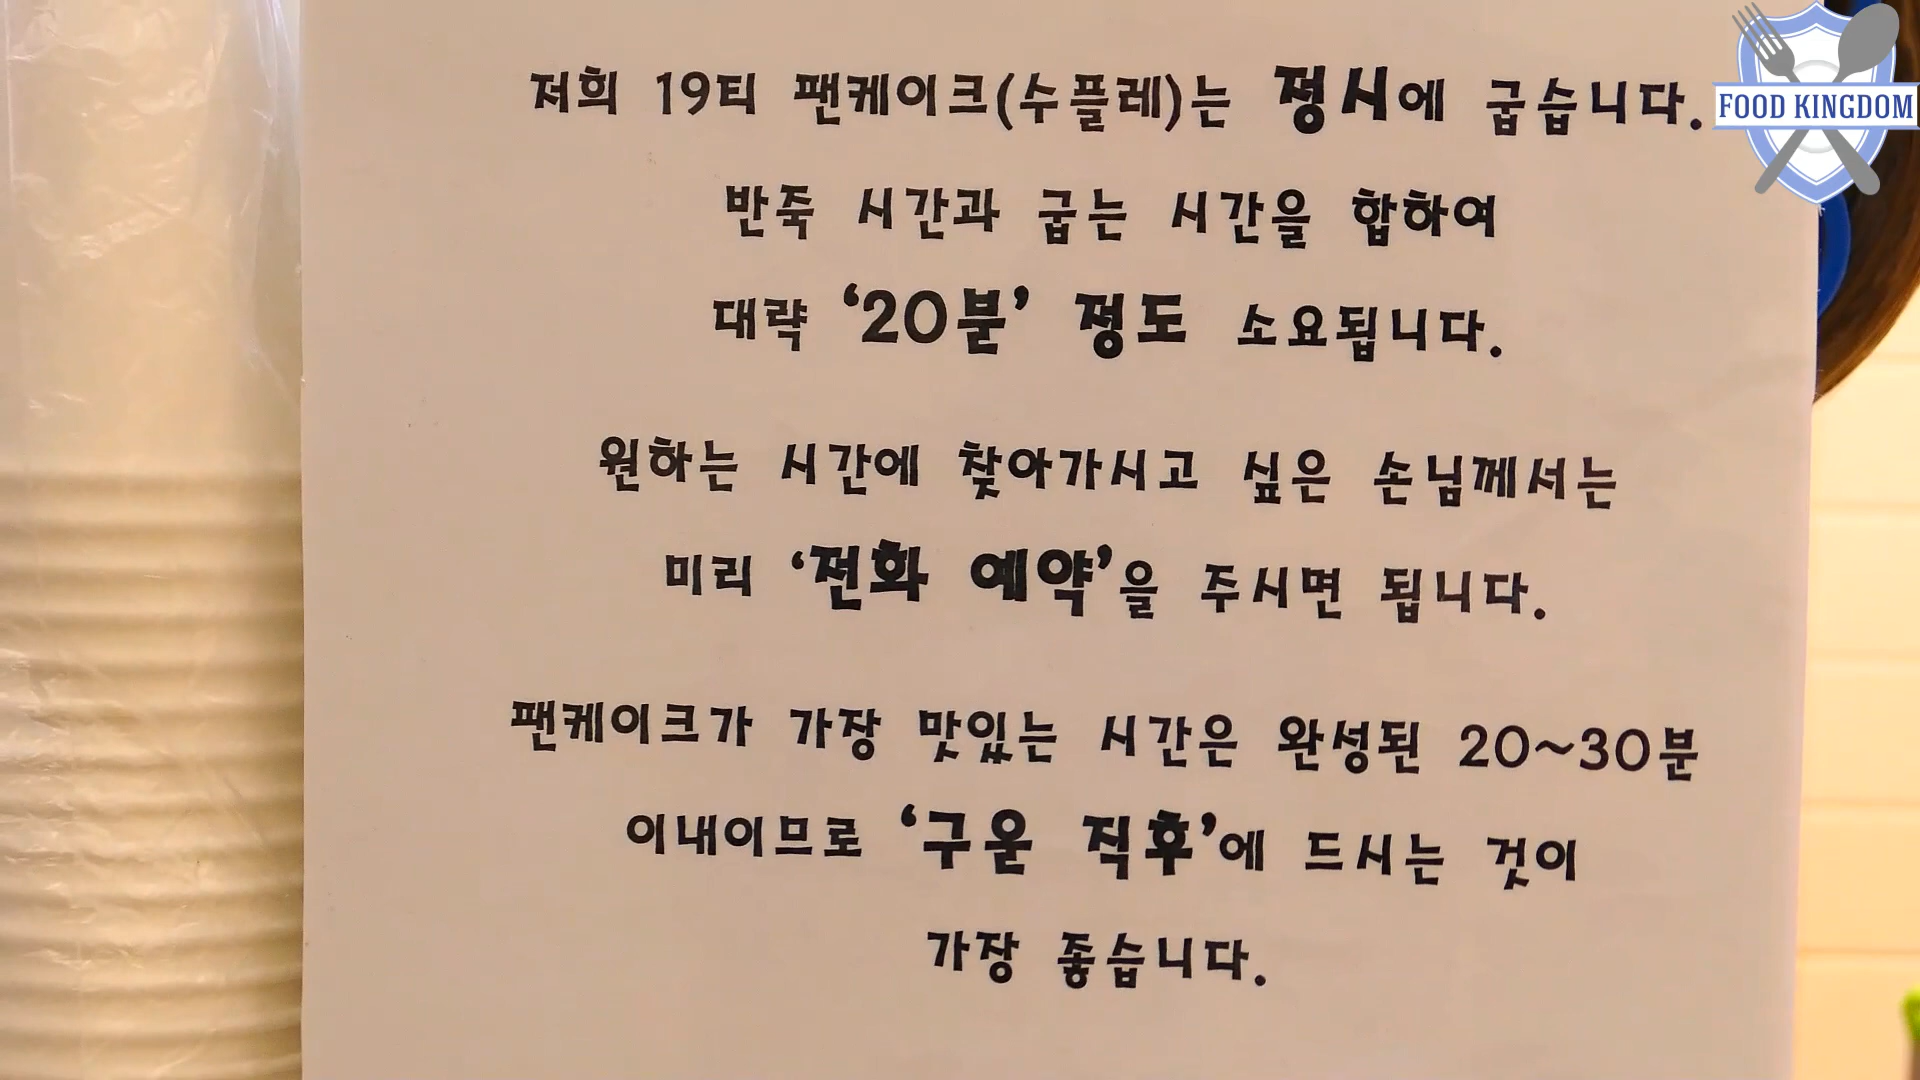 저희 19티 팬케이크(수플레)는 정시에 굽습니다.
FOOD KINGDOM
반죽 시간과 굽는 시간을 합하여
대략 ‘20분’ 정도 소요됩니다.
원하는 시간에 찾아가시고 싶은 손님께서는
미리 ‘전화 예약’을 주시면 됩니다.
팬케이크가 가장 맛있는 시간은 완성된 20~30분
이내이므로 ‘구운 직후’에 드시는 것이
가장 좋습니다.